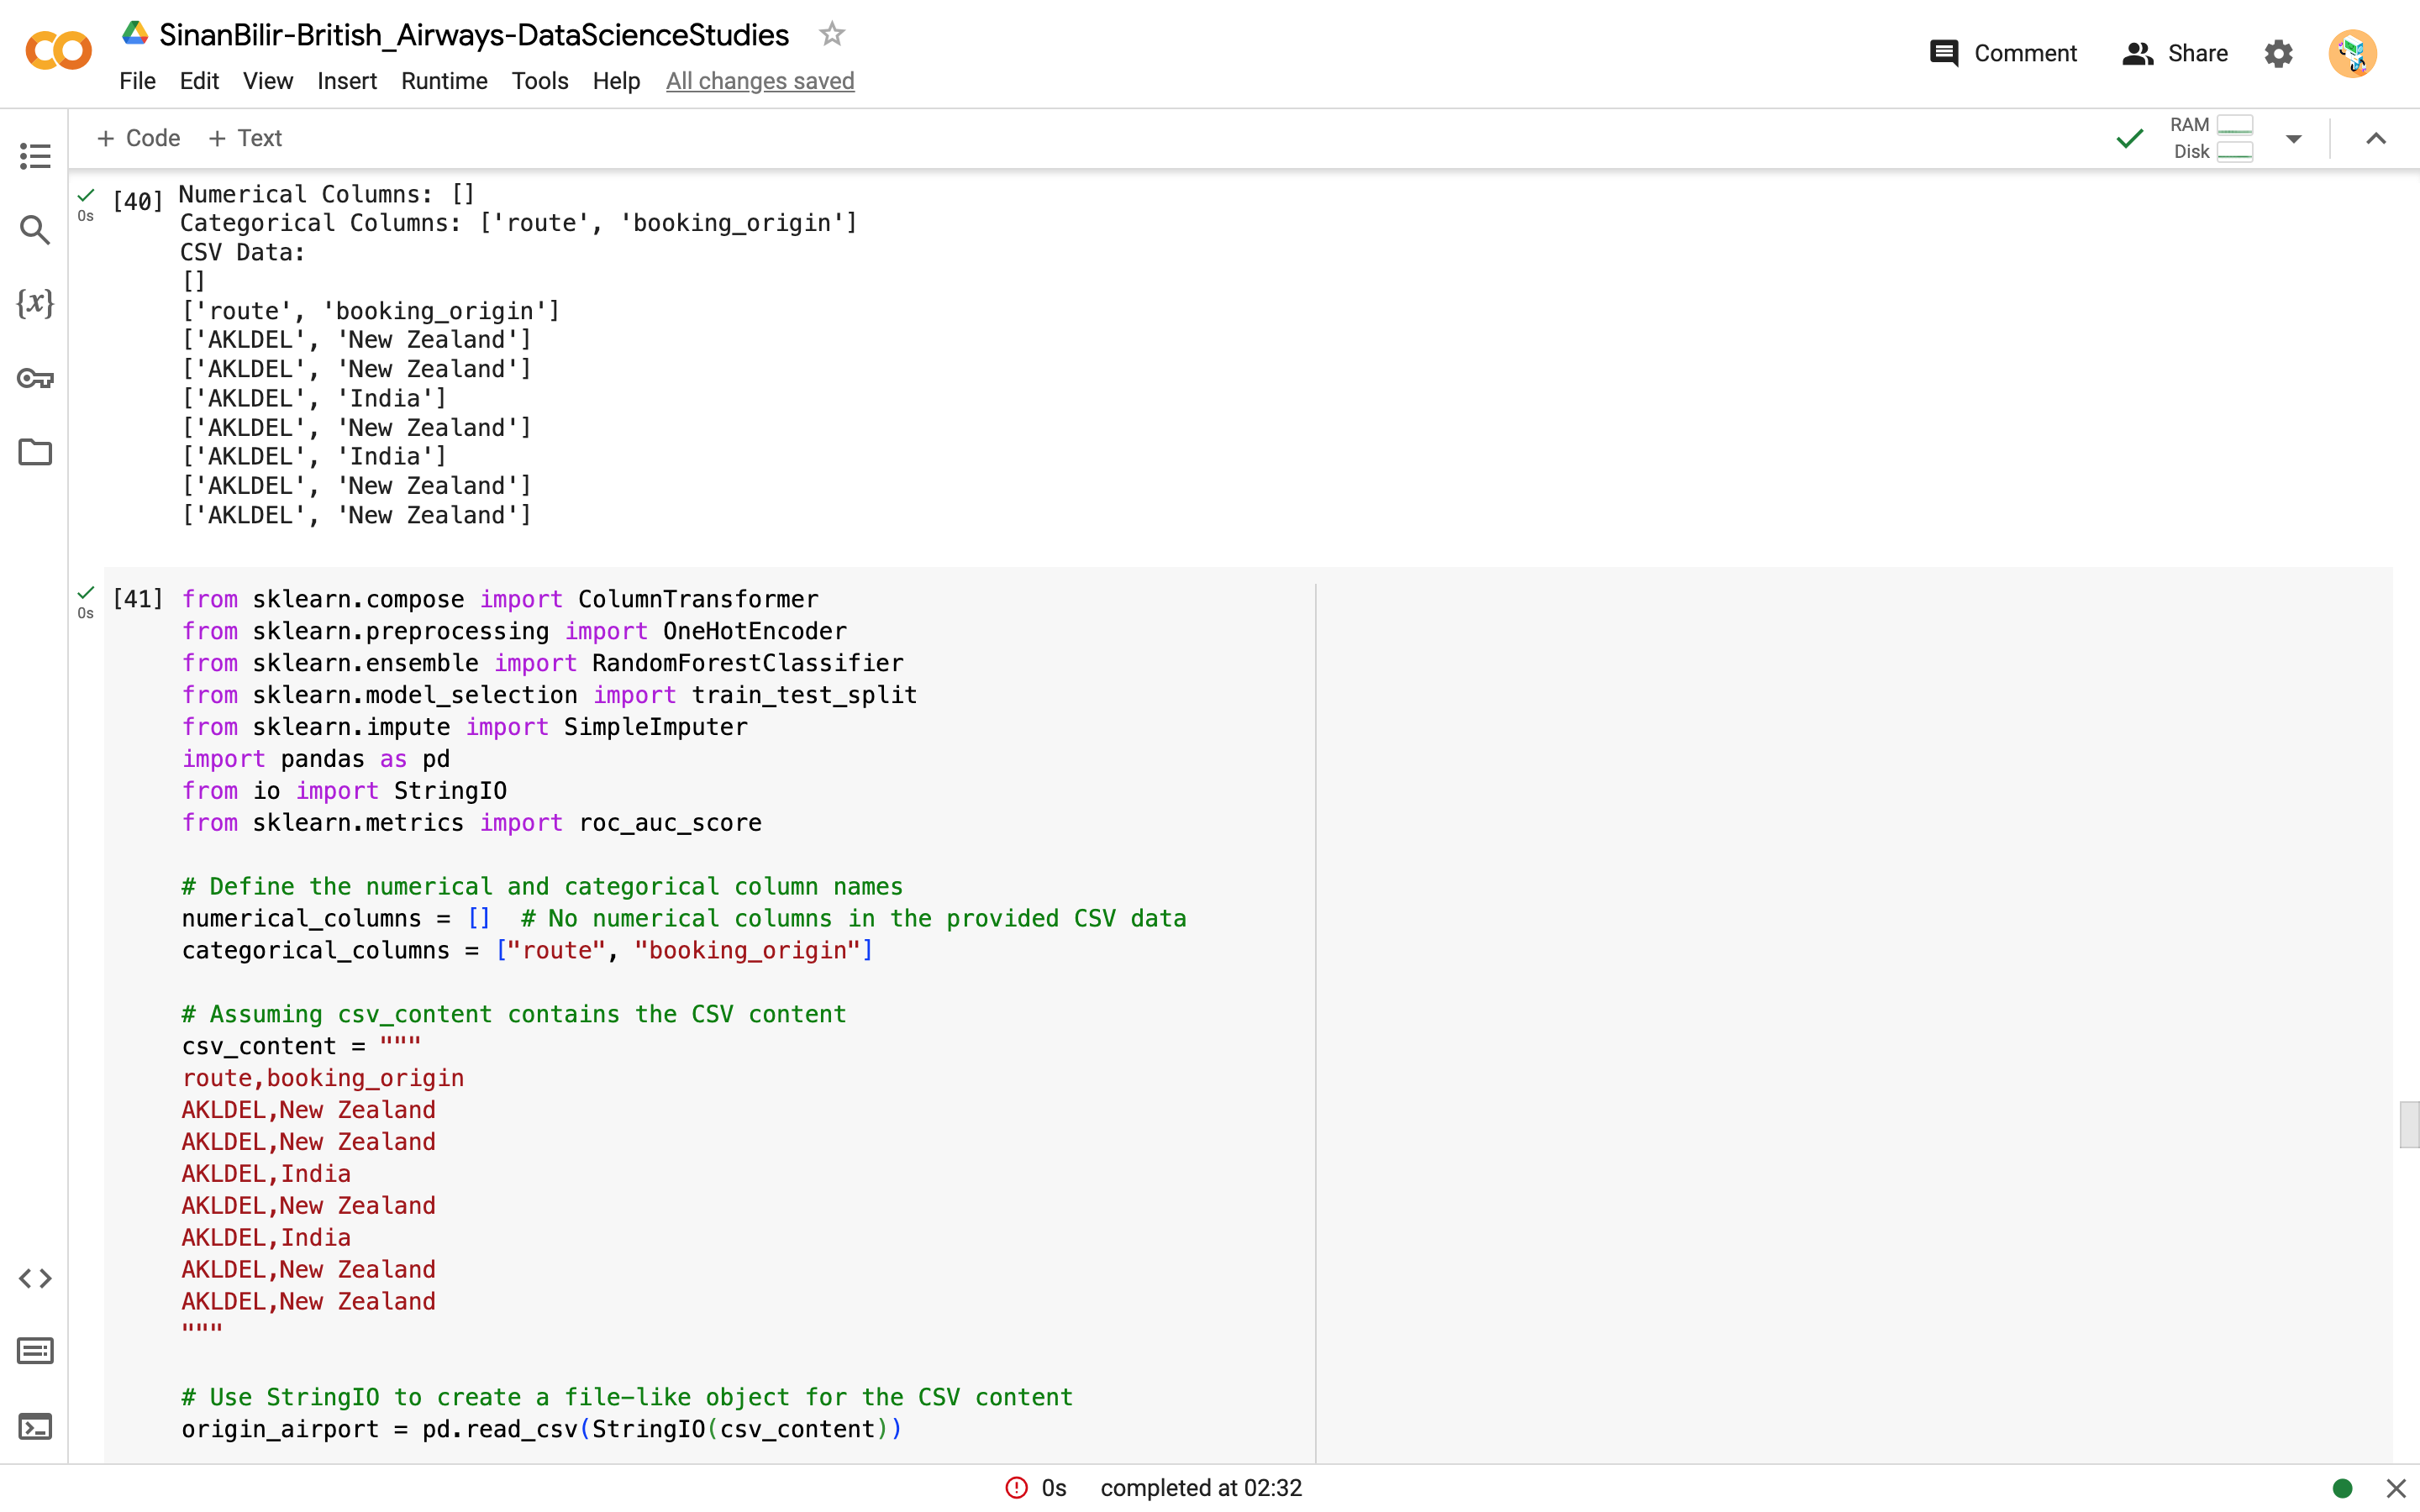 SinanBilir-British_Airways-DataScienceStudies
File Edit View Insert Runtime Tools Help All changes saved
Comment Share
+ Code + Text
RAM
Disk
0s
[40] Numerical Columns: []
Categorical Columns: ['route', 'booking_origin']
CSV Data:
[]
['route', 'booking_origin']
['AKLDEL', 'New Zealand']
['AKLDEL', 'New Zealand']
['AKLDEL', 'India']
['AKLDEL', 'New Zealand']
['AKLDEL', 'India']
['AKLDEL', 'New Zealand']
['AKLDEL', 'New Zealand']
0s
[41] from sklearn.compose import ColumnTransformer
from sklearn.preprocessing import OneHotEncoder
from sklearn.ensemble import RandomForestClassifier
from sklearn.model_selection import train_test_split
from sklearn.impute import SimpleImputer
import pandas as pd
from io import StringIO
from sklearn.metrics import roc_auc_score
# Define the numerical and categorical column names
numerical_columns = []  # No numerical columns in the provided CSV data
categorical_columns = ["route", "booking_origin"]
# Assuming csv_content contains the CSV content
csv_content = """
route,booking_origin
AKLDEL,New Zealand
AKLDEL,New Zealand
AKLDEL,India
AKLDEL,New Zealand
AKLDEL,India
AKLDEL,New Zealand
AKLDEL,New Zealand
"""
# Use StringIO to create a file-like object for the CSV content
origin_airport = pd.read_csv(StringIO(csv_content))
0s completed at 02:32